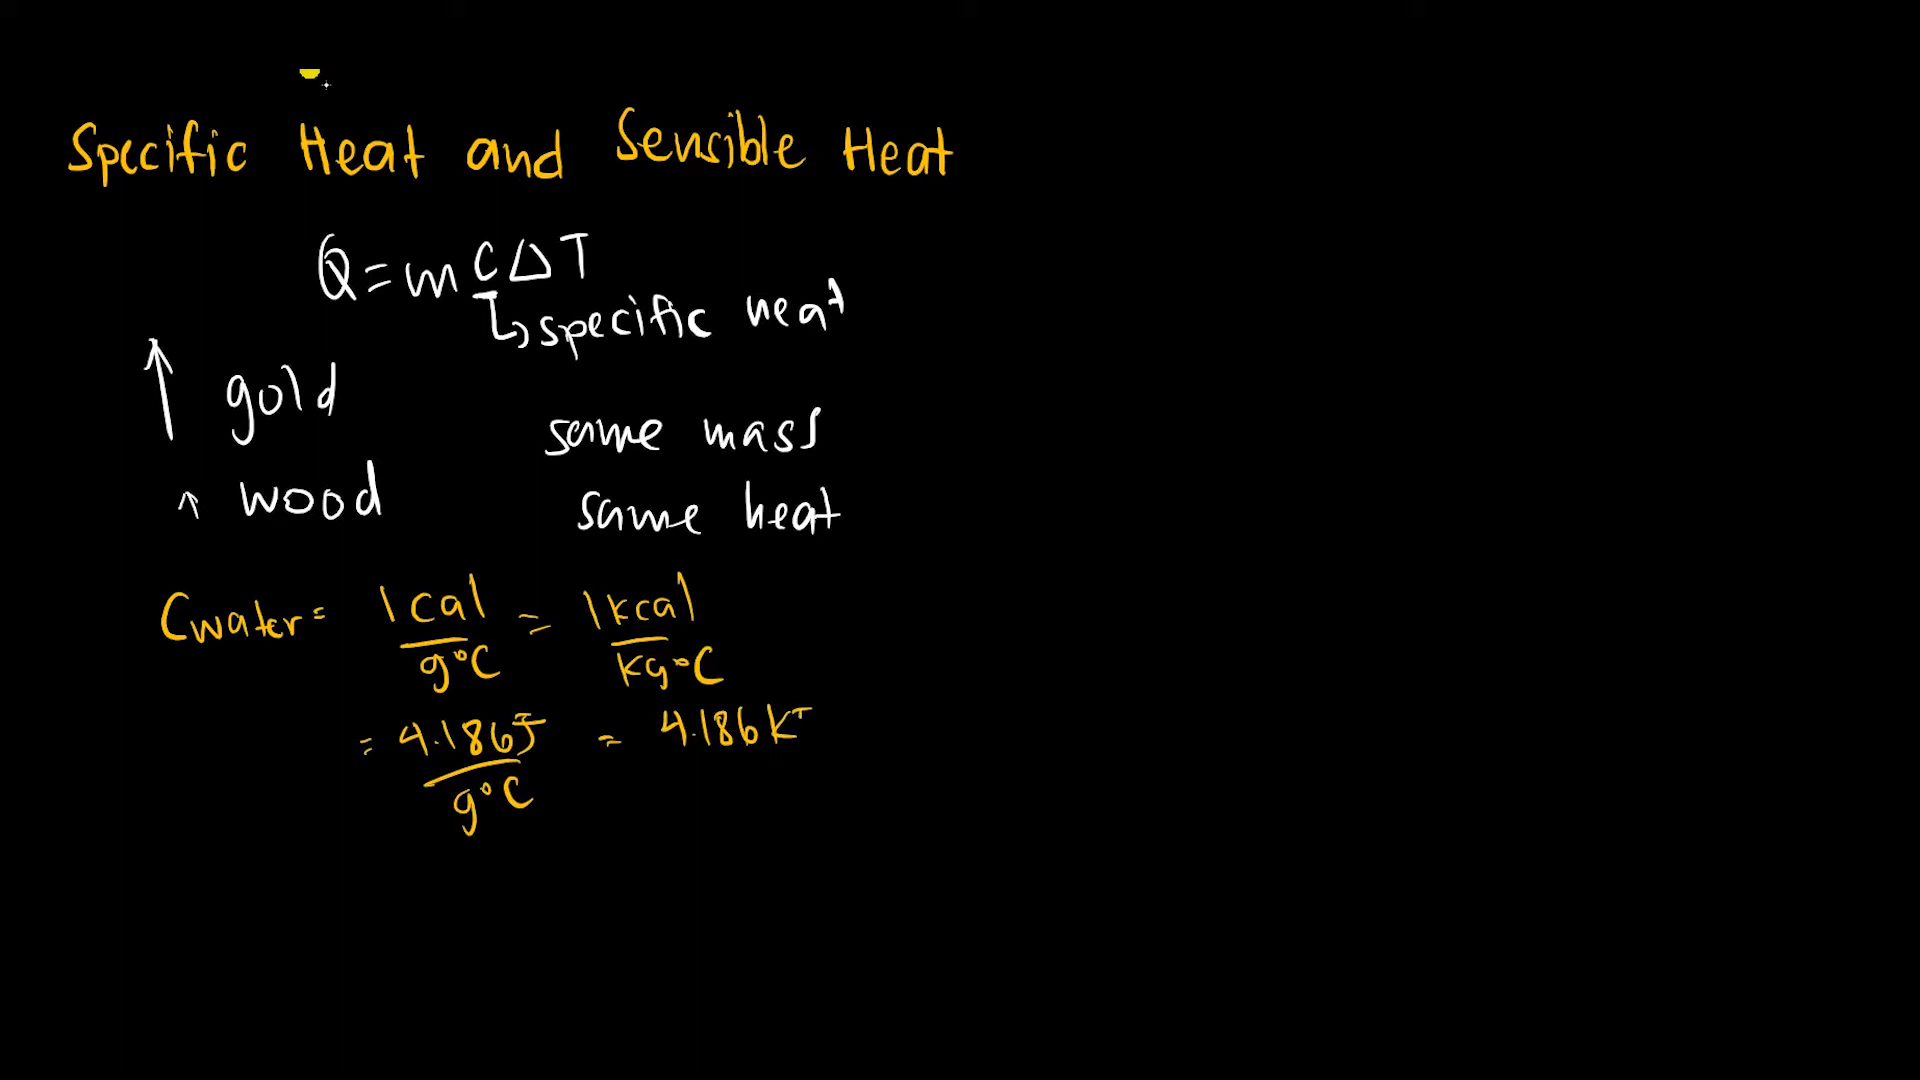 Specific Heat and Sensible Heat
Q=mCΔT
↳specific heat
↑ gold
same mass
↑ wood
same heat
Cwater= 1cal/g°C = 1kcal/kg°C
= 4.186J/g°C = 4.186kJ